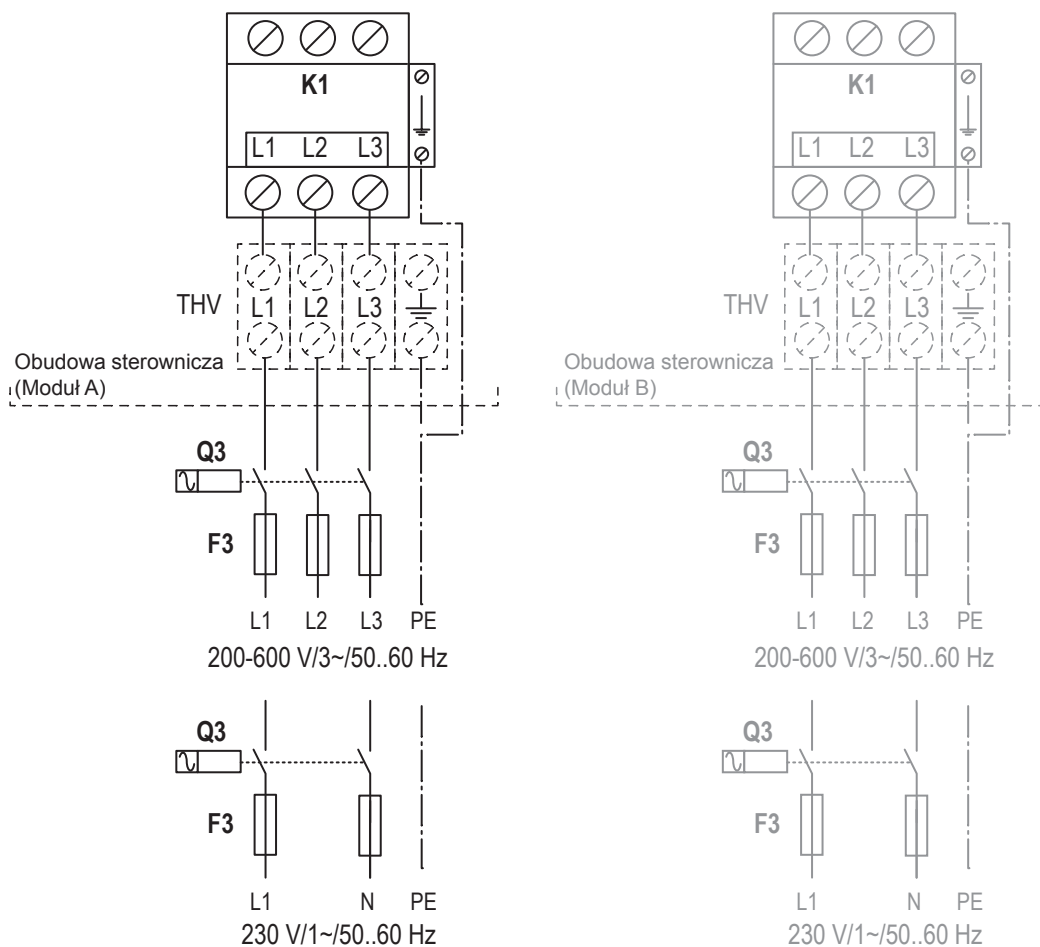 K1
L1 L2 L3
THV
L1 L2 L3
Obudowa sterownicza
(Moduł A)
Q3
F3
L1 L2 L3 PE
200-600 V/3~/50..60 Hz
Q3
F3
L1 N PE
230 V/1~/50..60 Hz
K1
L1 L2 L3
THV
L1 L2 L3
Obudowa sterownicza
(Moduł B)
Q3
F3
L1 L2 L3 PE
200-600 V/3~/50..60 Hz
Q3
F3
L1 N PE
230 V/1~/50..60 Hz